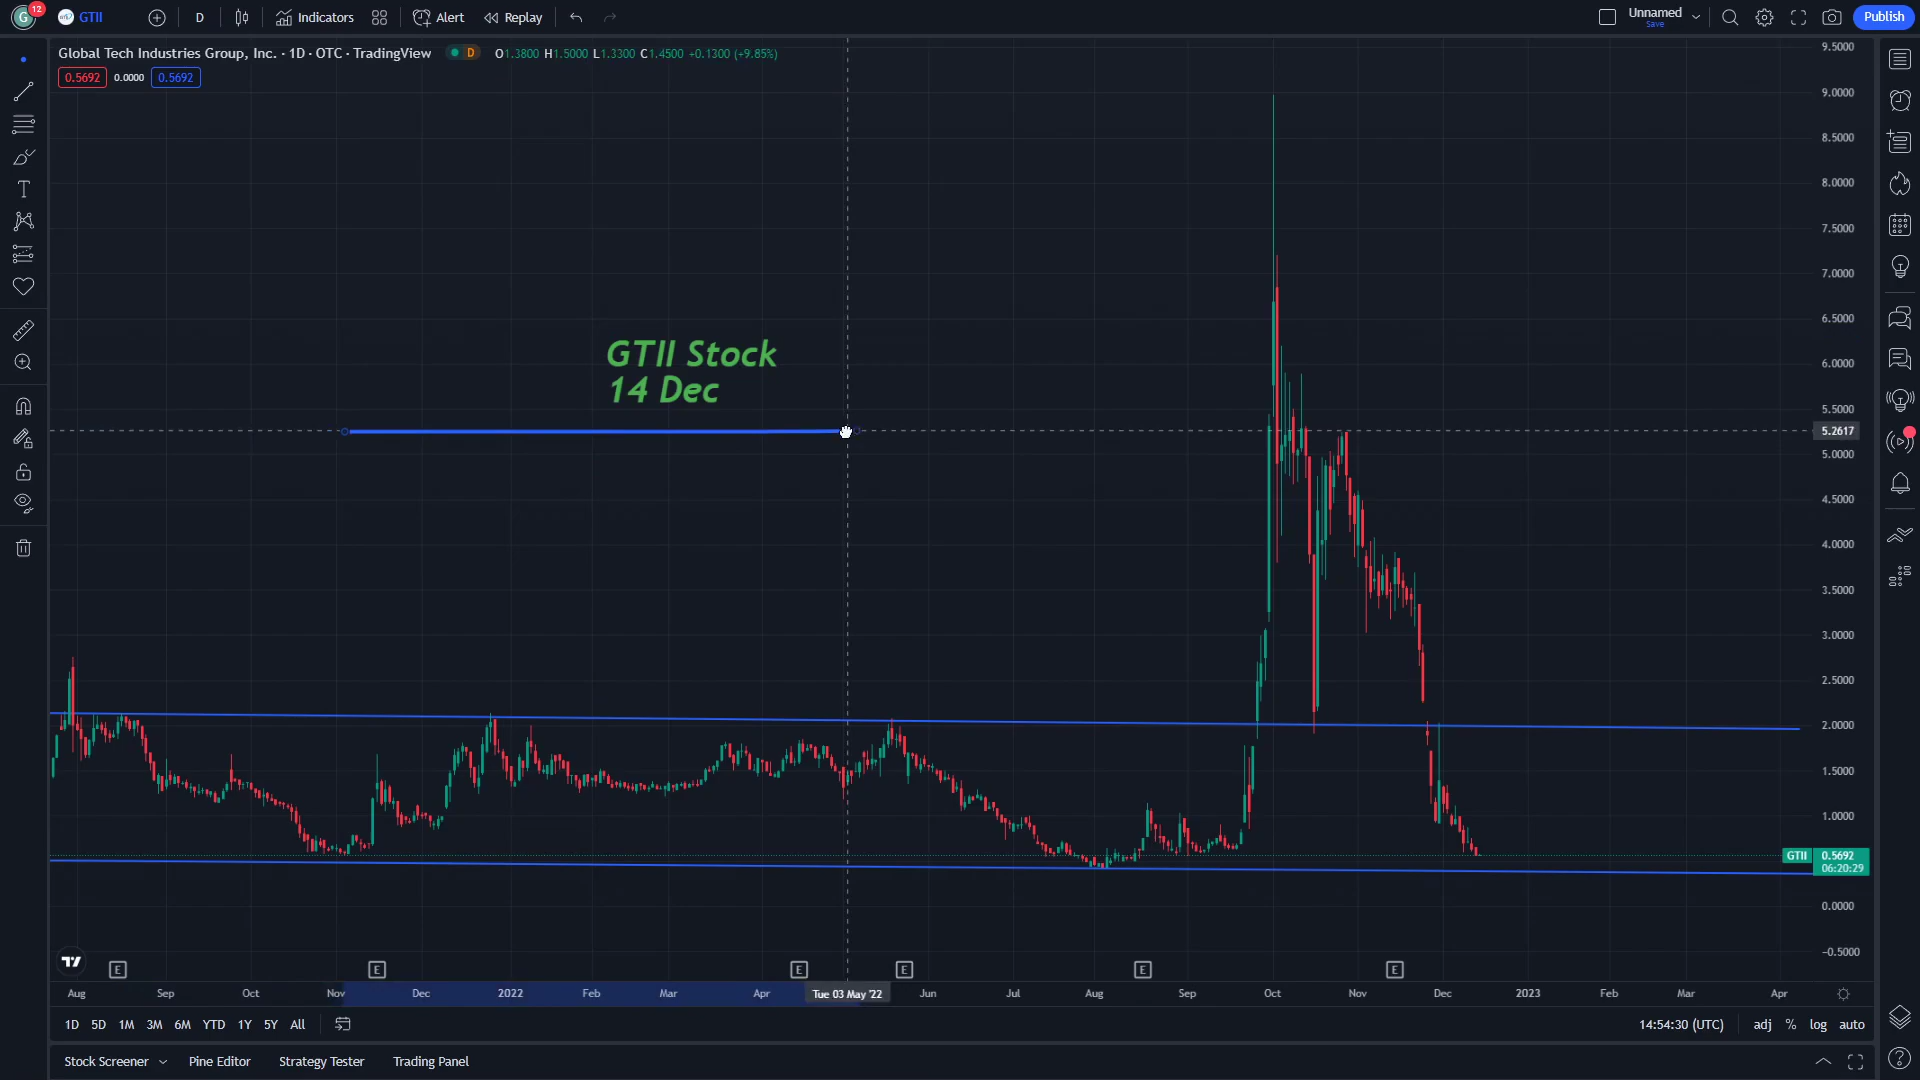 G 12 GTII D Indicators Alert Replay Unnamed Save Publish
Global Tech Industries Group, Inc. · 1D · OTC · TradingView D O1.3800 H1.5000 L1.3300 C1.4500 +0.1300 (+9.85%)
0.5692 0.0000 0.5692
9.5000
9.0000
8.5000
8.0000
7.5000
7.0000
6.5000
6.0000
5.5000
5.2617
5.0000
4.5000
4.0000
3.5000
3.0000
2.5000
2.0000
1.5000
1.0000
GTII 0.5692
06:20:29
0.0000
−0.5000
GTII Stock
14 Dec
E E E E E E
Aug Sep Oct Nov Dec 2022 Feb Mar Apr Tue 03 May '22 Jun Jul Aug Sep Oct Nov Dec 2023 Feb Mar Apr
1D 5D 1M 3M 6M YTD 1Y 5Y All 14:54:30 (UTC) adj % log auto
Stock Screener Pine Editor Strategy Tester Trading Panel